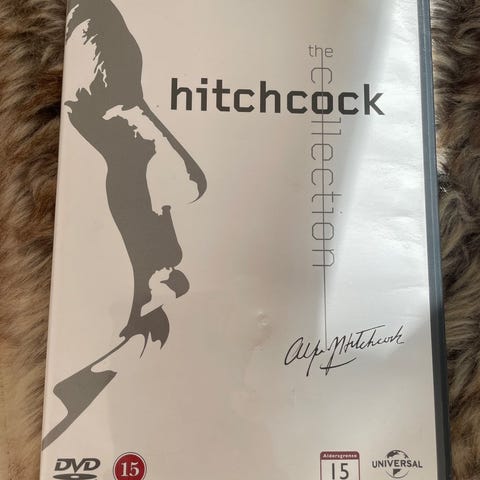 the
hitchcock
collection
Alfred Hitchcock
DVD
15
Aldersgrense
15
UNIVERSAL